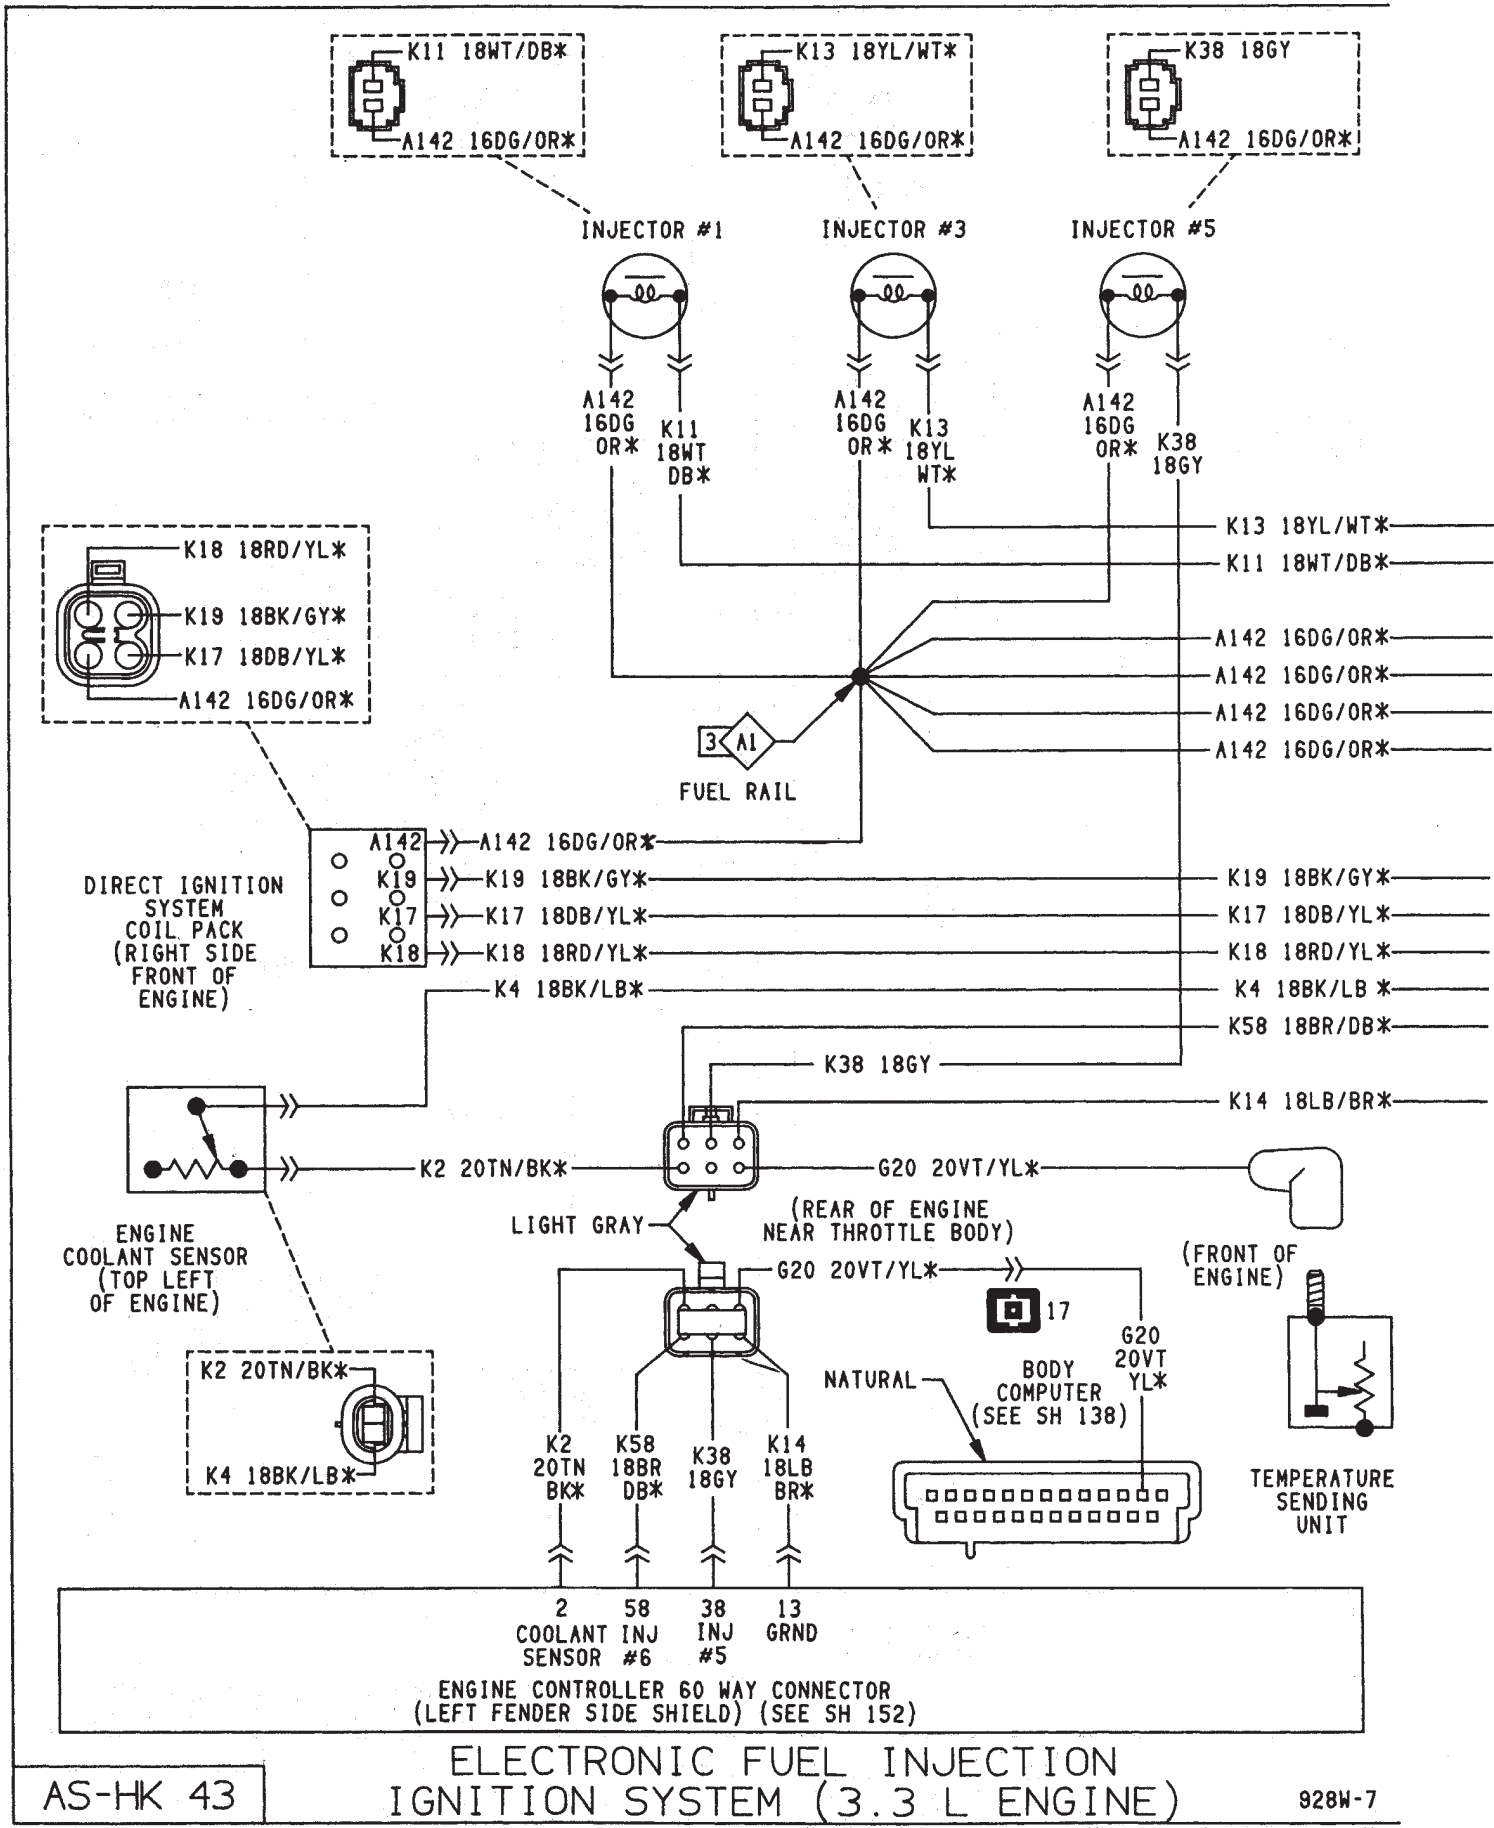 K11 18WT/DB*
A142 16DG/OR*
K13 18YL/WT*
A142 16DG/OR*
K38 18GY
A142 16DG/OR*
INJECTOR #1
INJECTOR #3
INJECTOR #5
A142
16DG
OR*
K11
18WT
DB*
A142
16DG
OR*
K13
18YL
WT*
A142
16DG
OR*
K38
18GY
K13 18YL/WT*
K11 18WT/DB*
K18 18RD/YL*
K19 18BK/GY*
K17 18DB/YL*
A142 16DG/OR*
A142 16DG/OR*
A142 16DG/OR*
A142 16DG/OR*
A142 16DG/OR*
3 A1
FUEL RAIL
DIRECT IGNITION
SYSTEM
COIL PACK
(RIGHT SIDE
FRONT OF
ENGINE)
A142
K19
K17
K18
A142 16DG/OR*
K19 18BK/GY*
K17 18DB/YL*
K18 18RD/YL*
K4 18BK/LB*
K19 18BK/GY*
K17 18DB/YL*
K18 18RD/YL*
K4 18BK/LB *
K58 18BR/DB*
K38 18GY
K14 18LB/BR*
K2 20TN/BK*
G20 20VT/YL*
LIGHT GRAY
(REAR OF ENGINE
NEAR THROTTLE BODY)
ENGINE
COOLANT SENSOR
(TOP LEFT
OF ENGINE)
G20 20VT/YL*
17
(FRONT OF
ENGINE)
G20
20VT
YL*
K2 20TN/BK*
K4 18BK/LB*
NATURAL
BODY
COMPUTER
(SEE SH 138)
K2
20TN
BK*
K58
18BR
DB*
K38
18GY
K14
18LB
BR*
TEMPERATURE
SENDING
UNIT
2
COOLANT
SENSOR
58
INJ
#6
38
INJ
#5
13
GRND
ENGINE CONTROLLER 60 WAY CONNECTOR
(LEFT FENDER SIDE SHIELD) (SEE SH 152)
AS-HK 43
ELECTRONIC FUEL INJECTION
IGNITION SYSTEM (3.3 L ENGINE)
928W-7